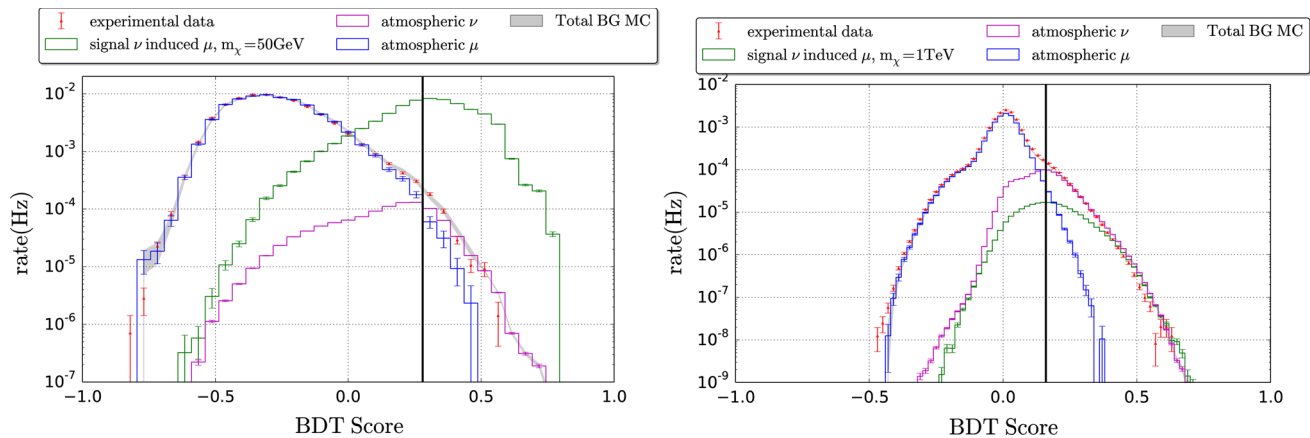 experimental data
signal ν induced μ, mχ=50GeV
atmospheric ν
atmospheric μ
Total BG MC
10⁻²
10⁻³
10⁻⁴
10⁻⁵
10⁻⁶
10⁻⁷
rate(Hz)
−1.0 −0.5 0.0 0.5 1.0
BDT Score
experimental data
signal ν induced μ, mχ=1TeV
atmospheric ν
atmospheric μ
Total BG MC
10⁻²
10⁻³
10⁻⁴
10⁻⁵
10⁻⁶
10⁻⁷
10⁻⁸
10⁻⁹
rate(Hz)
−1.0 −0.5 0.0 0.5 1.0
BDT Score